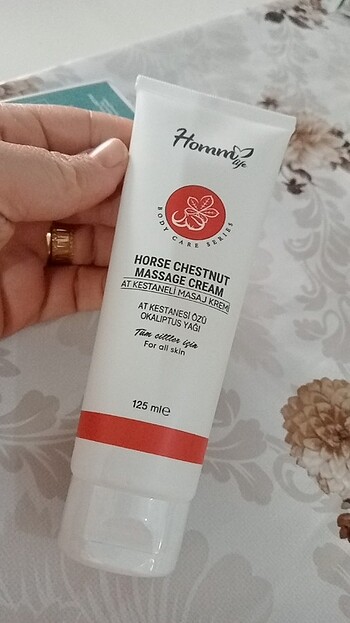 Homm
life
BODY CARE SERIES
HORSE CHESTNUT
MASSAGE CREAM
AT KESTANELİ MASAJ KREMİ
AT KESTANESİ ÖZÜ
OKALİPTUS YAĞI
Tüm ciltler için
For all skin
125 ml℮